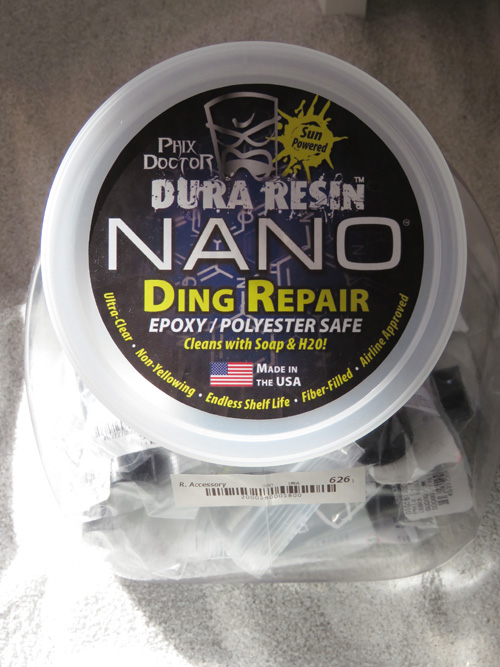 Sun
Powered
PHIX
DOCTOR
DURA RESIN™
NANO
DING REPAIR
EPOXY / POLYESTER SAFE
Cleans with Soap & H20!
MADE IN
THE USA
Ultra-Clear • Non-Yellowing • Endless Shelf Life • Fiber-Filled • Airline Approved
R. Accessory
626